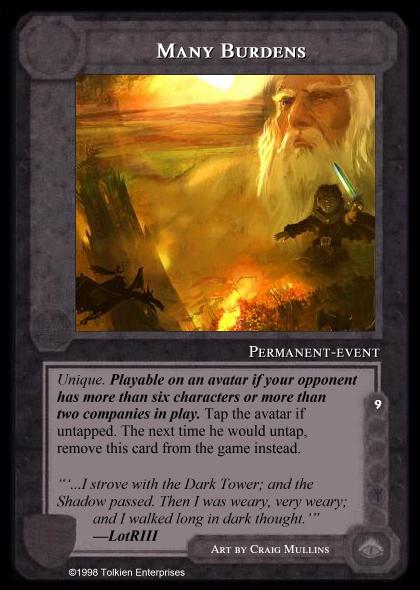 Many Burdens
Permanent-event
Unique. Playable on an avatar if your opponent
has more than six characters or more than
two companies in play. Tap the avatar if
untapped. The next time he would untap,
remove this card from the game instead.
9
“‘...I strove with the Dark Tower; and the
Shadow passed. Then I was weary, very weary;
and I walked long in dark thought.’”
—LotRIII
Art by Craig Mullins
©1998 Tolkien Enterprises